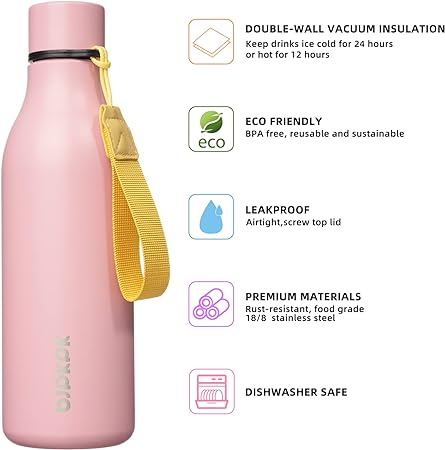 DOUBLE-WALL VACUUM INSULATION
Keep drinks ice cold for 24 hours
or hot for 12 hours
eco
ECO FRIENDLY
BPA free, reusable and sustainable
LEAKPROOF
Airtight,screw top lid
PREMIUM MATERIALS
Rust-resistant, food grade
18/8 stainless steel
DISHWASHER SAFE